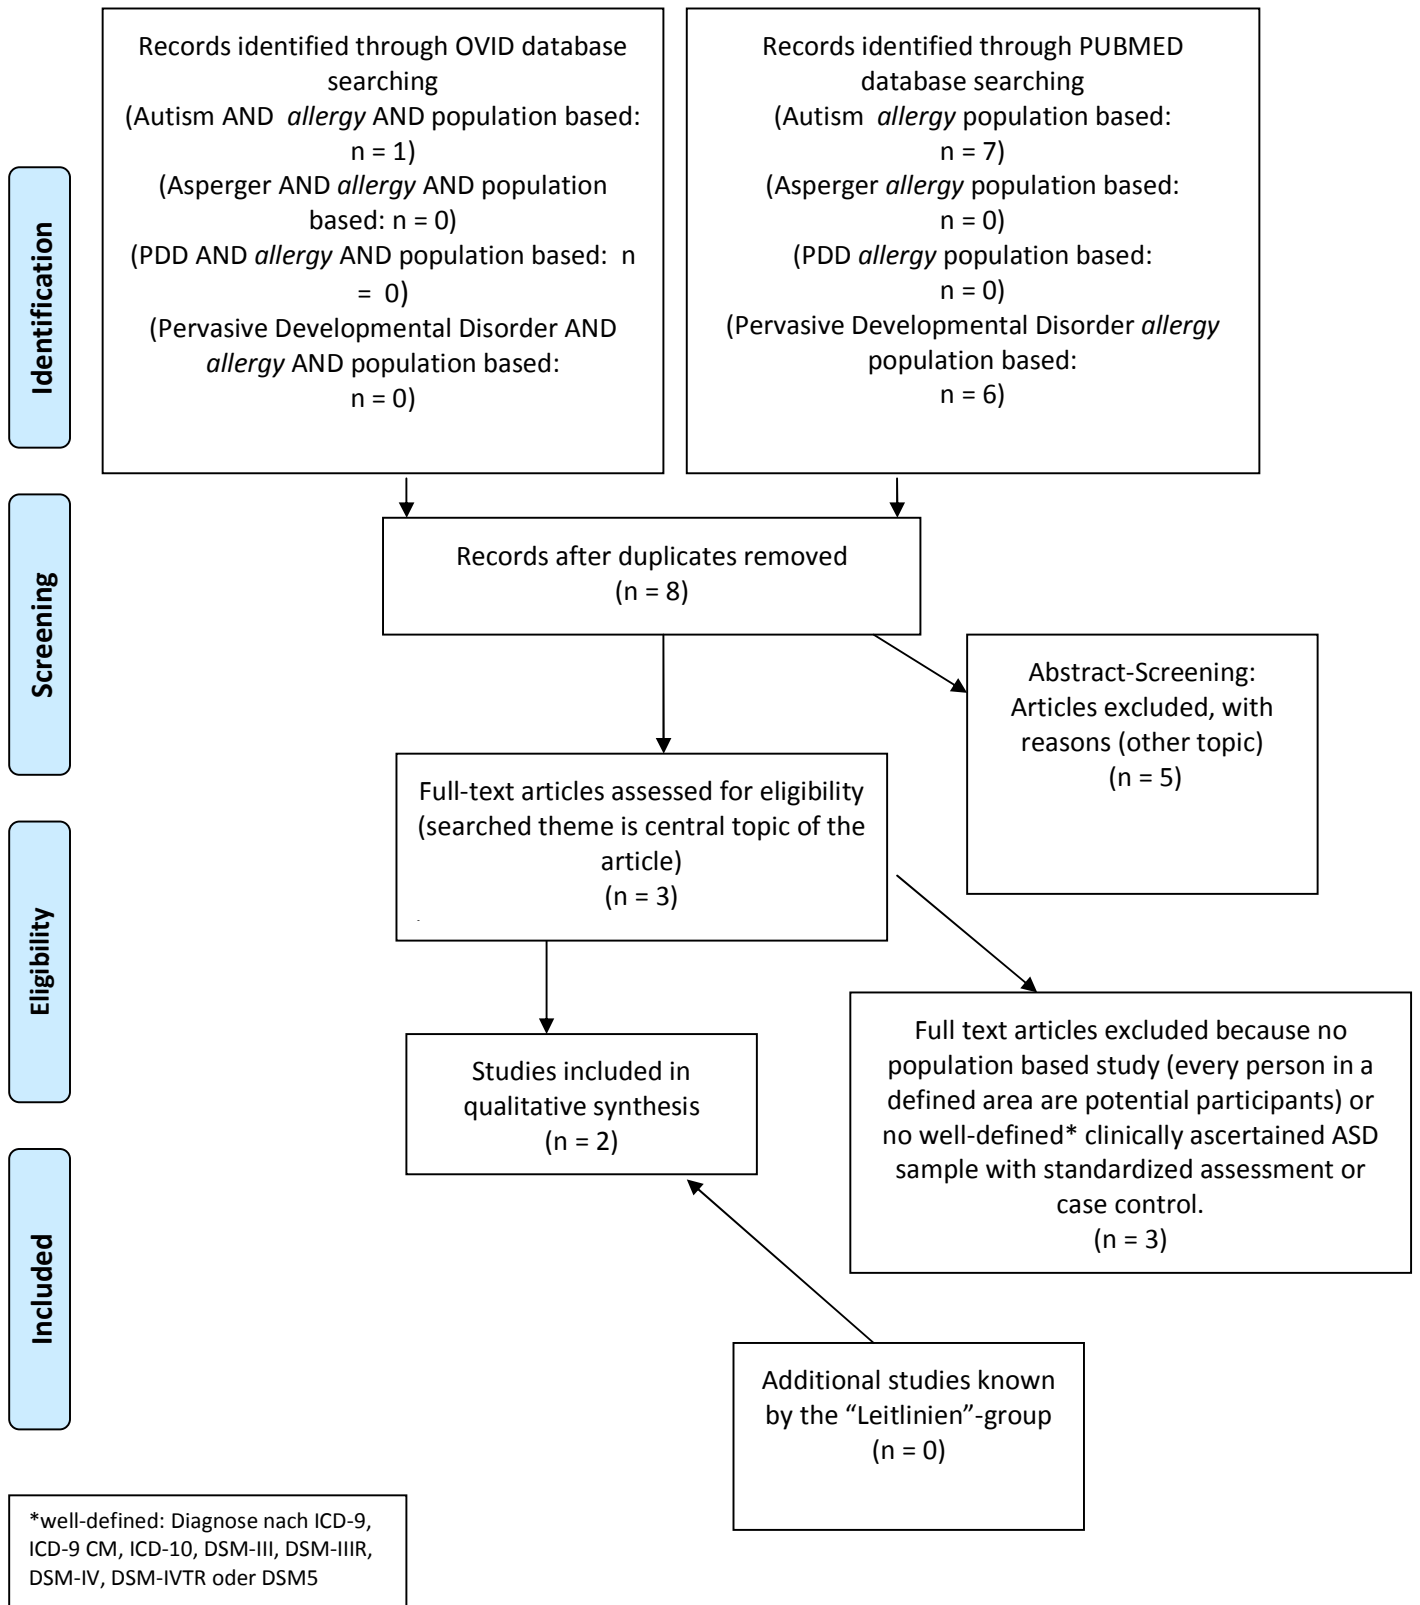 Records identified through OVID database
searching
(Autism AND allergy AND population based:
n = 1)
(Asperger AND allergy AND population
based: n = 0)
(PDD AND allergy AND population based: n
= 0)
(Pervasive Developmental Disorder AND
allergy AND population based:
n = 0)
Records identified through PUBMED
database searching
(Autism allergy population based:
n = 7)
(Asperger allergy population based:
n = 0)
(PDD allergy population based:
n = 0)
(Pervasive Developmental Disorder allergy
population based:
n = 6)
Identification
Records after duplicates removed
(n = 8)
Screening
Abstract-Screening:
Articles excluded, with
reasons (other topic)
(n = 5)
Full-text articles assessed for eligibility
(searched theme is central topic of the
article)
(n = 3)
Eligibility
Full text articles excluded because no
population based study (every person in a
defined area are potential participants) or
no well-defined* clinically ascertained ASD
sample with standardized assessment or
case control.
(n = 3)
Studies included in
qualitative synthesis
(n = 2)
Included
Additional studies known
by the “Leitlinien”-group
(n = 0)
*well-defined: Diagnose nach ICD-9,
ICD-9 CM, ICD-10, DSM-III, DSM-IIIR,
DSM-IV, DSM-IVTR oder DSM5